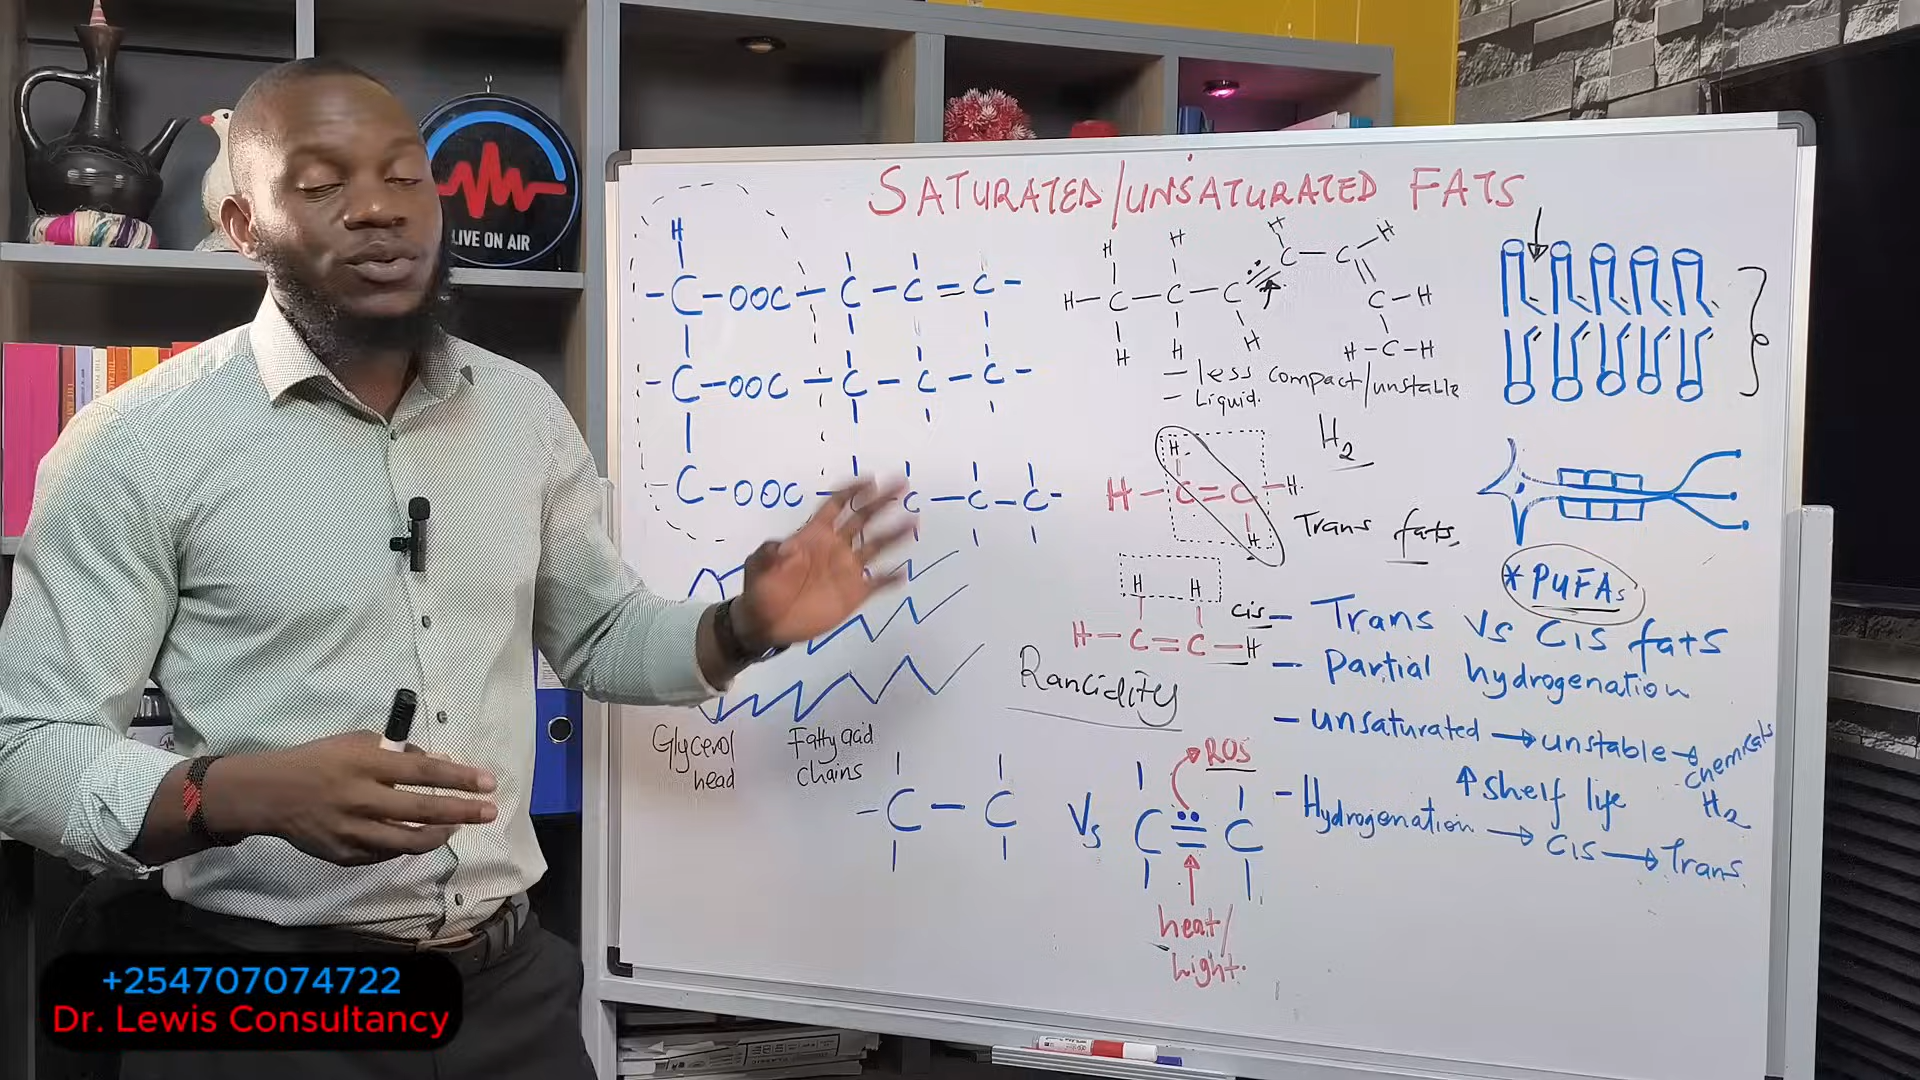 SATURATED/UNSATURATED FATS
H
-C-OOC-C-C=C-
-C-OOC-C-C-C-
-C-OOC-C-C-C-C-
Glycerol head
Fatty acid chains
C-C Vs C=C
ROS
heat/
light.
H H H H
H-C-C-C=C-C
C-H
H-C-H
H H H
- less compact/unstable
- Liquid.
H2
H
H-C=C-H
H
Trans fats.
H H
H-C=C-H
cis
Rancidity
*PUFAs
- Trans Vs Cis fats
- Partial hydrogenation
- unsaturated → unstable → chemicals
H2
↑ shelf life
- Hydrogenation → Cis → Trans.
LIVE ON AIR
+254707074722
Dr. Lewis Consultancy